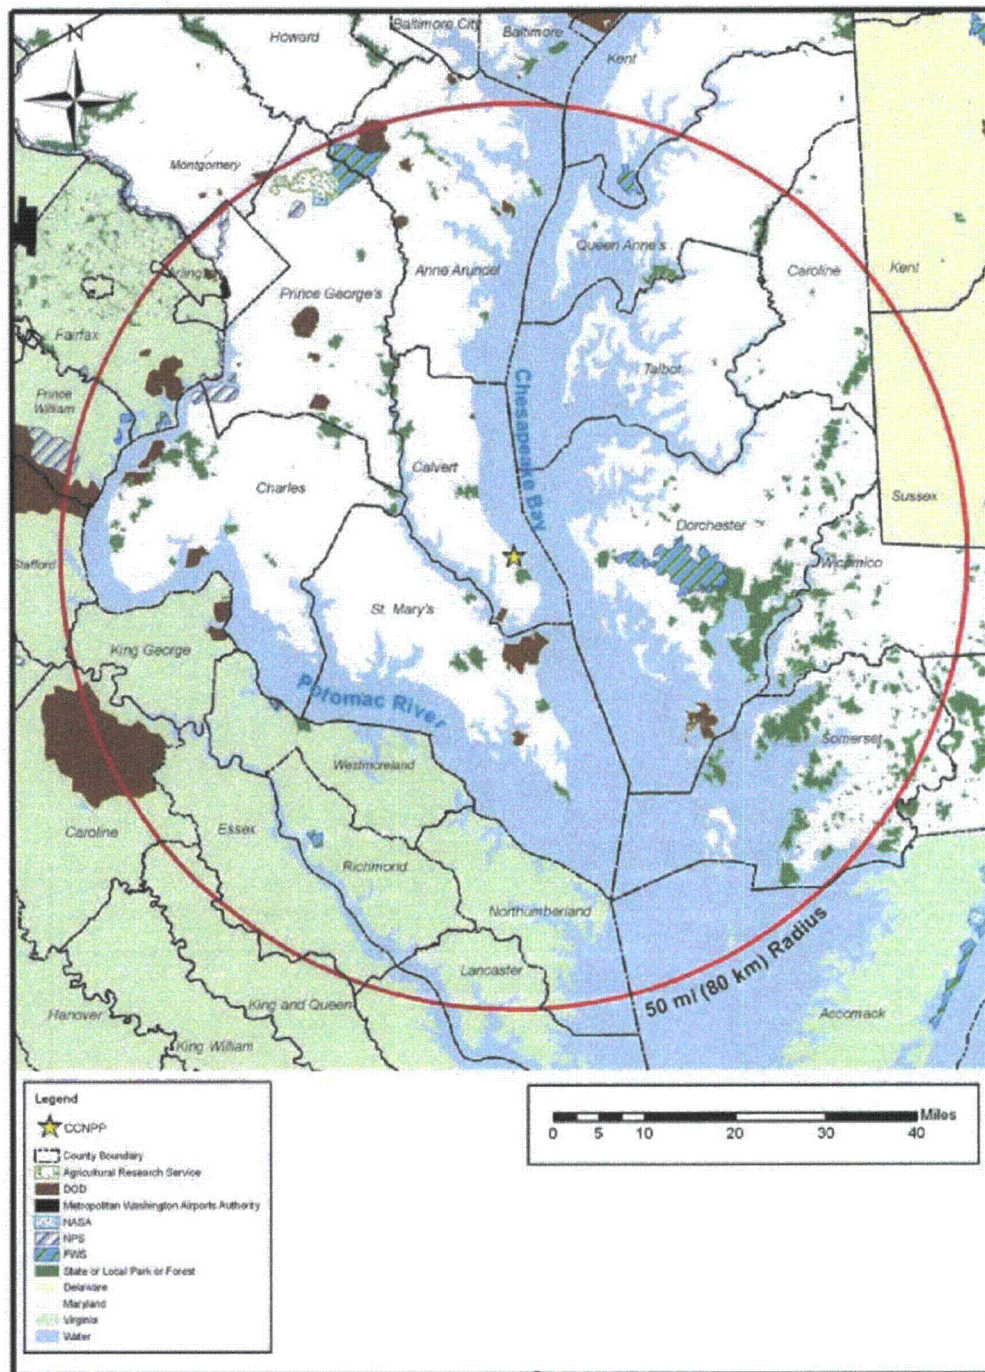 N
Howard
Baltimore City
Baltimore
Kent
Montgomery
Queen Anne's
Anne Arundel
Caroline
Kent
Arlington
Prince George's
Fairfax
Talbot
Prince
William
Chesapeake Bay
Calvert
Charles
Sussex
Dorchester
Stafford
Wicomico
St. Mary's
King George
Potomac River
Somerset
Westmoreland
Caroline
Essex
Richmond
Northumberland
Lancaster
50 mi (80 km) Radius
King and Queen
Hanover
Accomack
King William
Legend
CCNPP
County Boundary
Agricultural Research Service
DOD
Metropolitan Washington Airports Authority
NASA
NPS
FWS
State or Local Park or Forest
Delaware
Maryland
Virginia
Water
Miles
0 5 10 20 30 40